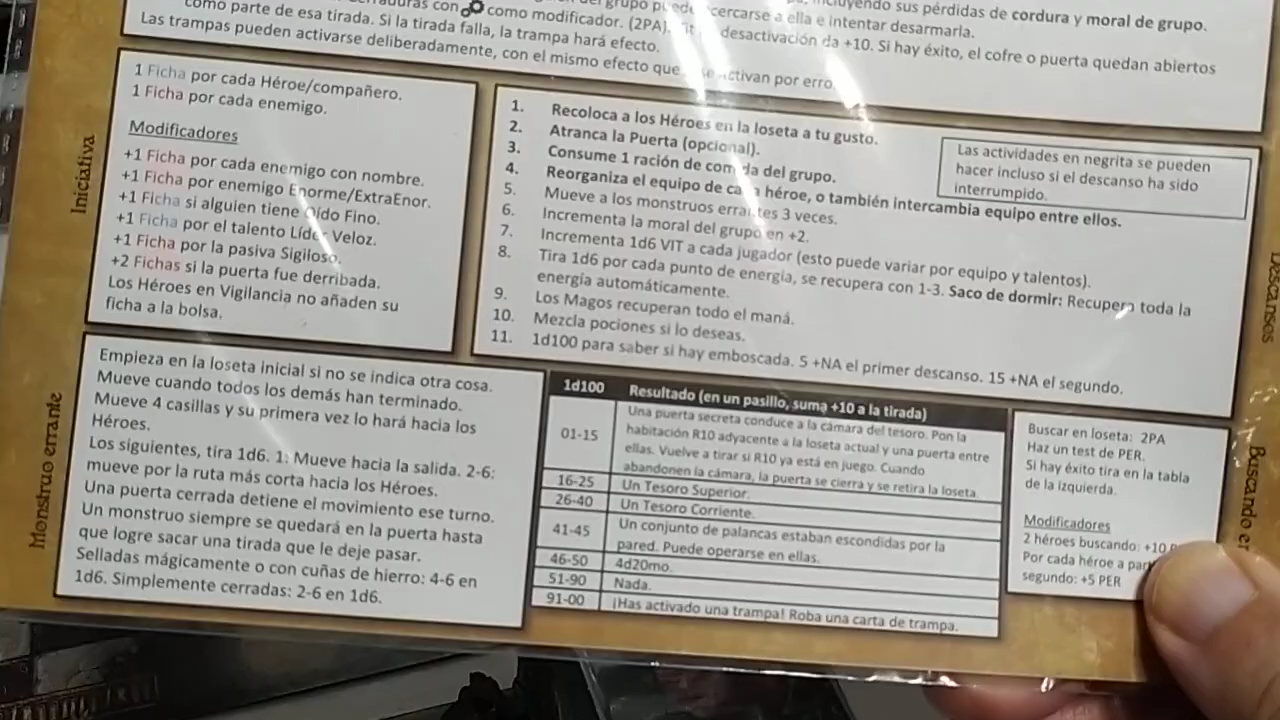 yendo sus pérdidas de cordura y moral de grupo.
con como modificador. (2PA). desactivación da +10. Si hay éxito, el cofre o puerta quedan abiertos
cercarse a ella e intentar desarmarla.
como parte de esa tirada. Si la tirada falla, la trampa hará efecto.
Las trampas pueden activarse deliberadamente, con el mismo efecto que se activan por erro
Iniciativa
1 Ficha por cada Héroe/compañero.
1 Ficha por cada enemigo.
Modificadores
+1 Ficha por cada enemigo con nombre.
+1 Ficha por enemigo Enorme/ExtraEnor.
+1 Ficha si alguien tiene Oído Fino.
+1 Ficha por el talento Líder Veloz.
+1 Ficha por la pasiva Sigiloso.
+2 Fichas si la puerta fue derribada.
Los Héroes en Vigilancia no añaden su
ficha a la bolsa.
1. Recoloca a los Héroes en la loseta a tu gusto.
2. Atranca la Puerta (opcional).
3. Consume 1 ración de comida del grupo.
4. Reorganiza el equipo de cada héroe, o también intercambia equipo entre ellos.
5. Mueve a los monstruos errantes 3 veces.
6. Incrementa la moral del grupo en +2.
7. Incrementa 1d6 VIT a cada jugador (esto puede variar por equipo y talentos).
8. Tira 1d6 por cada punto de energía, se recupera con 1-3. Saco de dormir: Recupera toda la
energía automáticamente.
9. Los Magos recuperan todo el maná.
10. Mezcla pociones si lo deseas.
11. 1d100 para saber si hay emboscada. 5 +NA el primer descanso. 15 +NA el segundo.
Las actividades en negrita se pueden
hacer incluso si el descanso ha sido
interrumpido.
Descansos
Monstruo errante
Empieza en la loseta inicial si no se indica otra cosa.
Mueve cuando todos los demás han terminado.
Mueve 4 casillas y su primera vez lo hará hacia los
Héroes.
Los siguientes, tira 1d6. 1: Mueve hacia la salida. 2-6:
mueve por la ruta más corta hacia los Héroes.
Una puerta cerrada detiene el movimiento ese turno.
Un monstruo siempre se quedará en la puerta hasta
que logre sacar una tirada que le deje pasar.
Selladas mágicamente o con cuñas de hierro: 4-6 en
1d6. Simplemente cerradas: 2-6 en 1d6.
1d100 Resultado (en un pasillo, suma +10 a la tirada)
01-15 Una puerta secreta conduce a la cámara del tesoro. Pon la
habitación R10 adyacente a la loseta actual y una puerta entre
ellas. Vuelve a tirar si R10 ya está en juego. Cuando
abandonen la cámara, la puerta se cierra y se retira la loseta.
16-25 Un Tesoro Superior.
26-40 Un Tesoro Corriente.
41-45 Un conjunto de palancas estaban escondidas por la
pared. Puede operarse en ellas.
46-50 4d20mo.
51-90 Nada.
91-00 ¡Has activado una trampa! Roba una carta de trampa.
Buscar en loseta: 2PA
Haz un test de PER.
Si hay éxito tira en la tabla
de la izquierda.
Modificadores
2 héroes buscando: +10
Por cada héroe a par
segundo: +5 PER
Buscando